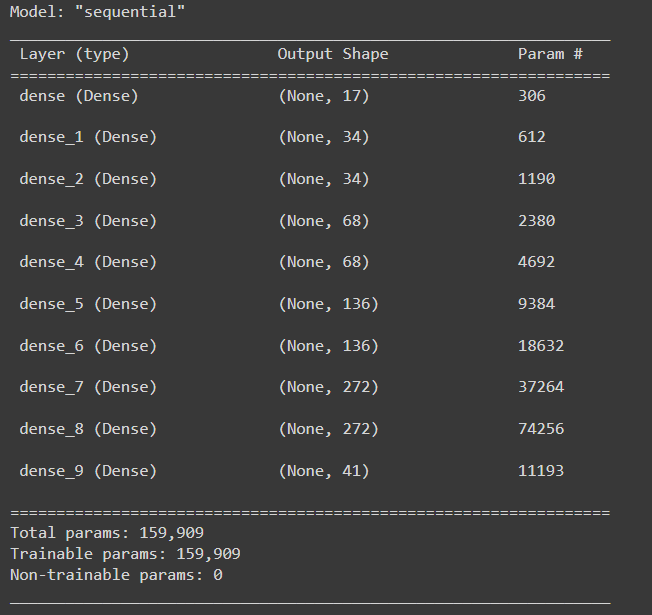 Model: "sequential"
_________________________________________________________________
Layer (type) Output Shape Param #
=================================================================
dense (Dense) (None, 17) 306
dense_1 (Dense) (None, 34) 612
dense_2 (Dense) (None, 34) 1190
dense_3 (Dense) (None, 68) 2380
dense_4 (Dense) (None, 68) 4692
dense_5 (Dense) (None, 136) 9384
dense_6 (Dense) (None, 136) 18632
dense_7 (Dense) (None, 272) 37264
dense_8 (Dense) (None, 272) 74256
dense_9 (Dense) (None, 41) 11193
=================================================================
Total params: 159,909
Trainable params: 159,909
Non-trainable params: 0
_________________________________________________________________